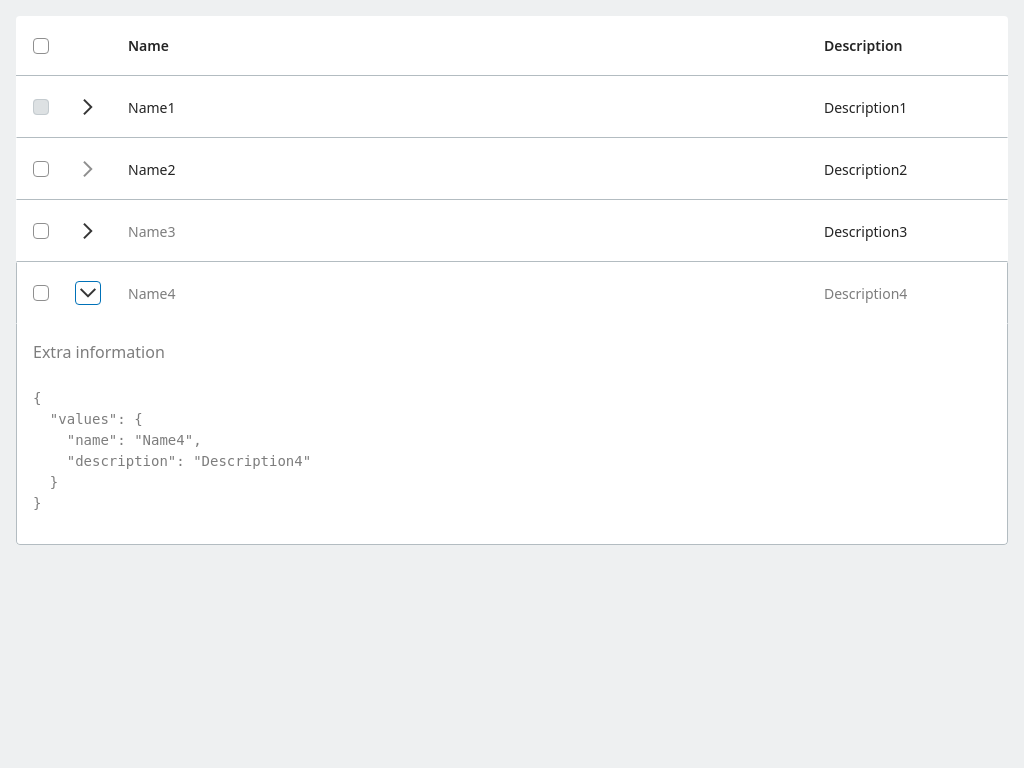 Name Description
Name1 Description1
Name2 Description2
Name3 Description3
Name4 Description4
Extra information
{
  "values": {
    "name": "Name4",
    "description": "Description4"
  }
}